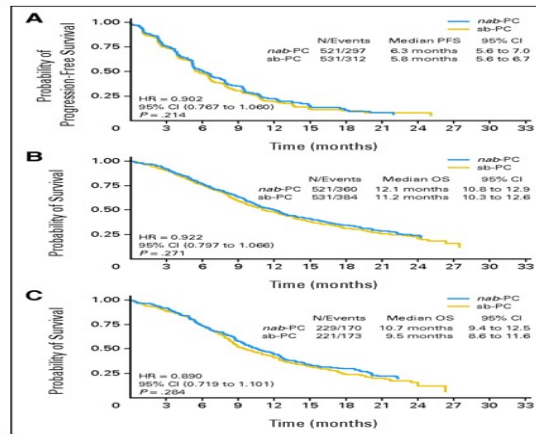 A
Probability of
Progression-Free Survival
1.00
0.75
0.50
0.25
0
3
6
9
12
15
18
21
24
27
30
33
Time (months)
nab-PC
sb-PC
N/Events Median PFS 95% CI
nab-PC 521/297 6.3 months 5.6 to 7.0
sb-PC 531/312 5.8 months 5.6 to 6.7
HR = 0.902
95% CI (0.767 to 1.060)
P = .214
B
Probability of Survival
1.00
0.75
0.50
0.25
0
3
6
9
12
15
18
21
24
27
30
33
Time (months)
nab-PC
sb-PC
N/Events Median OS 95% CI
nab-PC 521/360 12.1 months 10.8 to 12.9
sb-PC 531/384 11.2 months 10.3 to 12.6
HR = 0.922
95% CI (0.797 to 1.066)
P = .271
C
Probability of Survival
1.00
0.75
0.50
0.25
0
3
6
9
12
15
18
21
24
27
30
33
Time (months)
nab-PC
sb-PC
N/Events Median OS 95% CI
nab-PC 229/170 10.7 months 9.4 to 12.5
sb-PC 221/173 9.5 months 8.6 to 11.6
HR = 0.890
95% CI (0.719 to 1.101)
P = .284